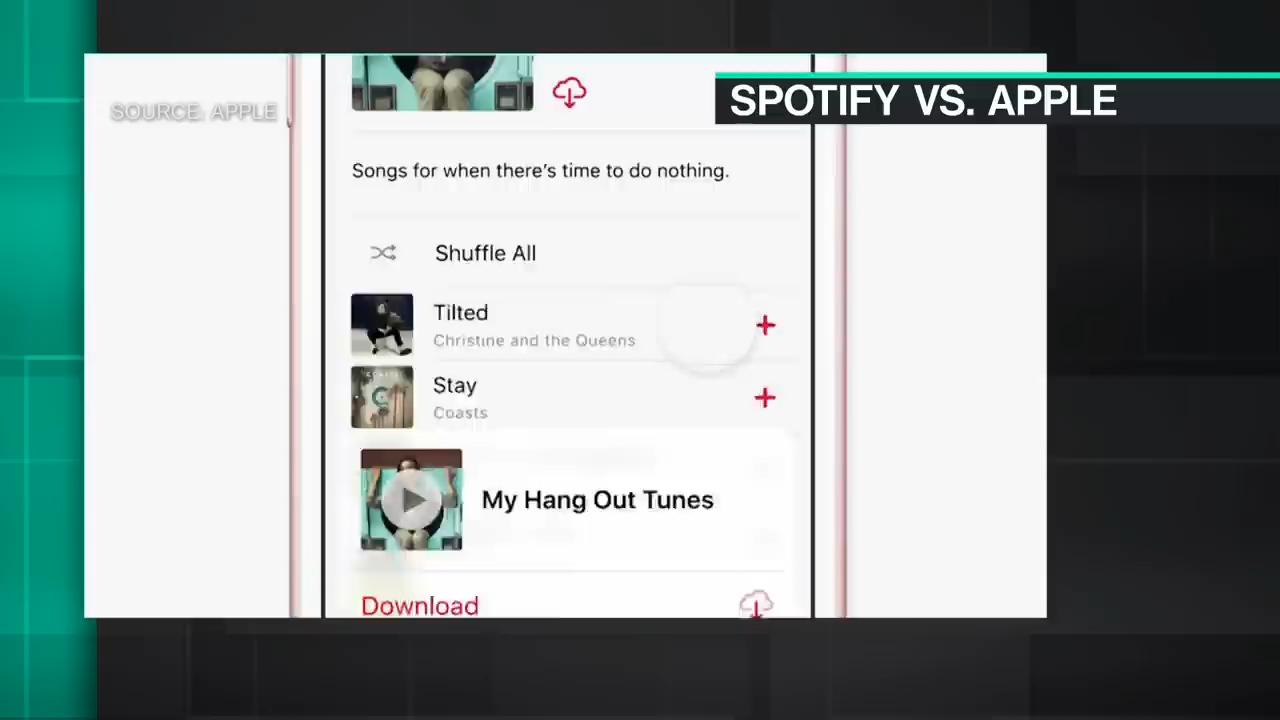 SPOTIFY VS. APPLE
SOURCE: APPLE
Songs for when there's time to do nothing.
Shuffle All
Tilted
Christine and the Queens
Stay
Coasts
My Hang Out Tunes
Download